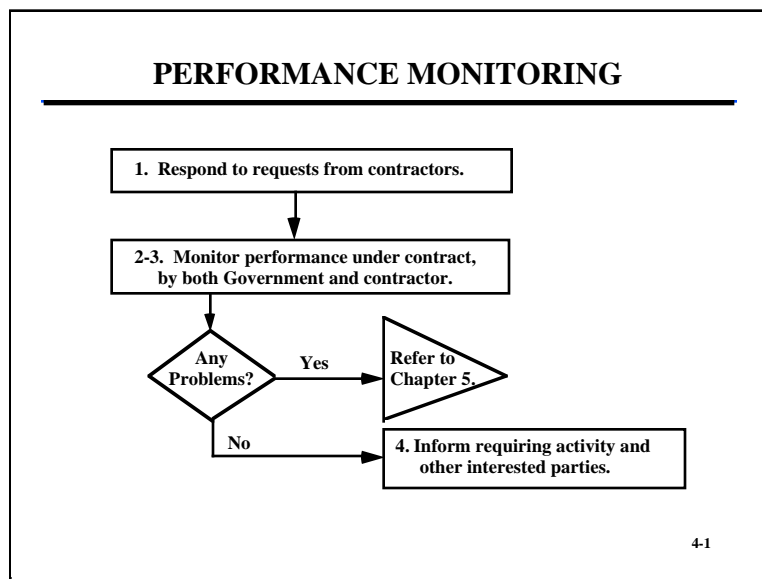 PERFORMANCE MONITORING
1. Respond to requests from contractors.
2-3. Monitor performance under contract,
by both Government and contractor.
Any
Problems?
Yes
Refer to
Chapter 5.
No
4. Inform requiring activity and
other interested parties.
4-1